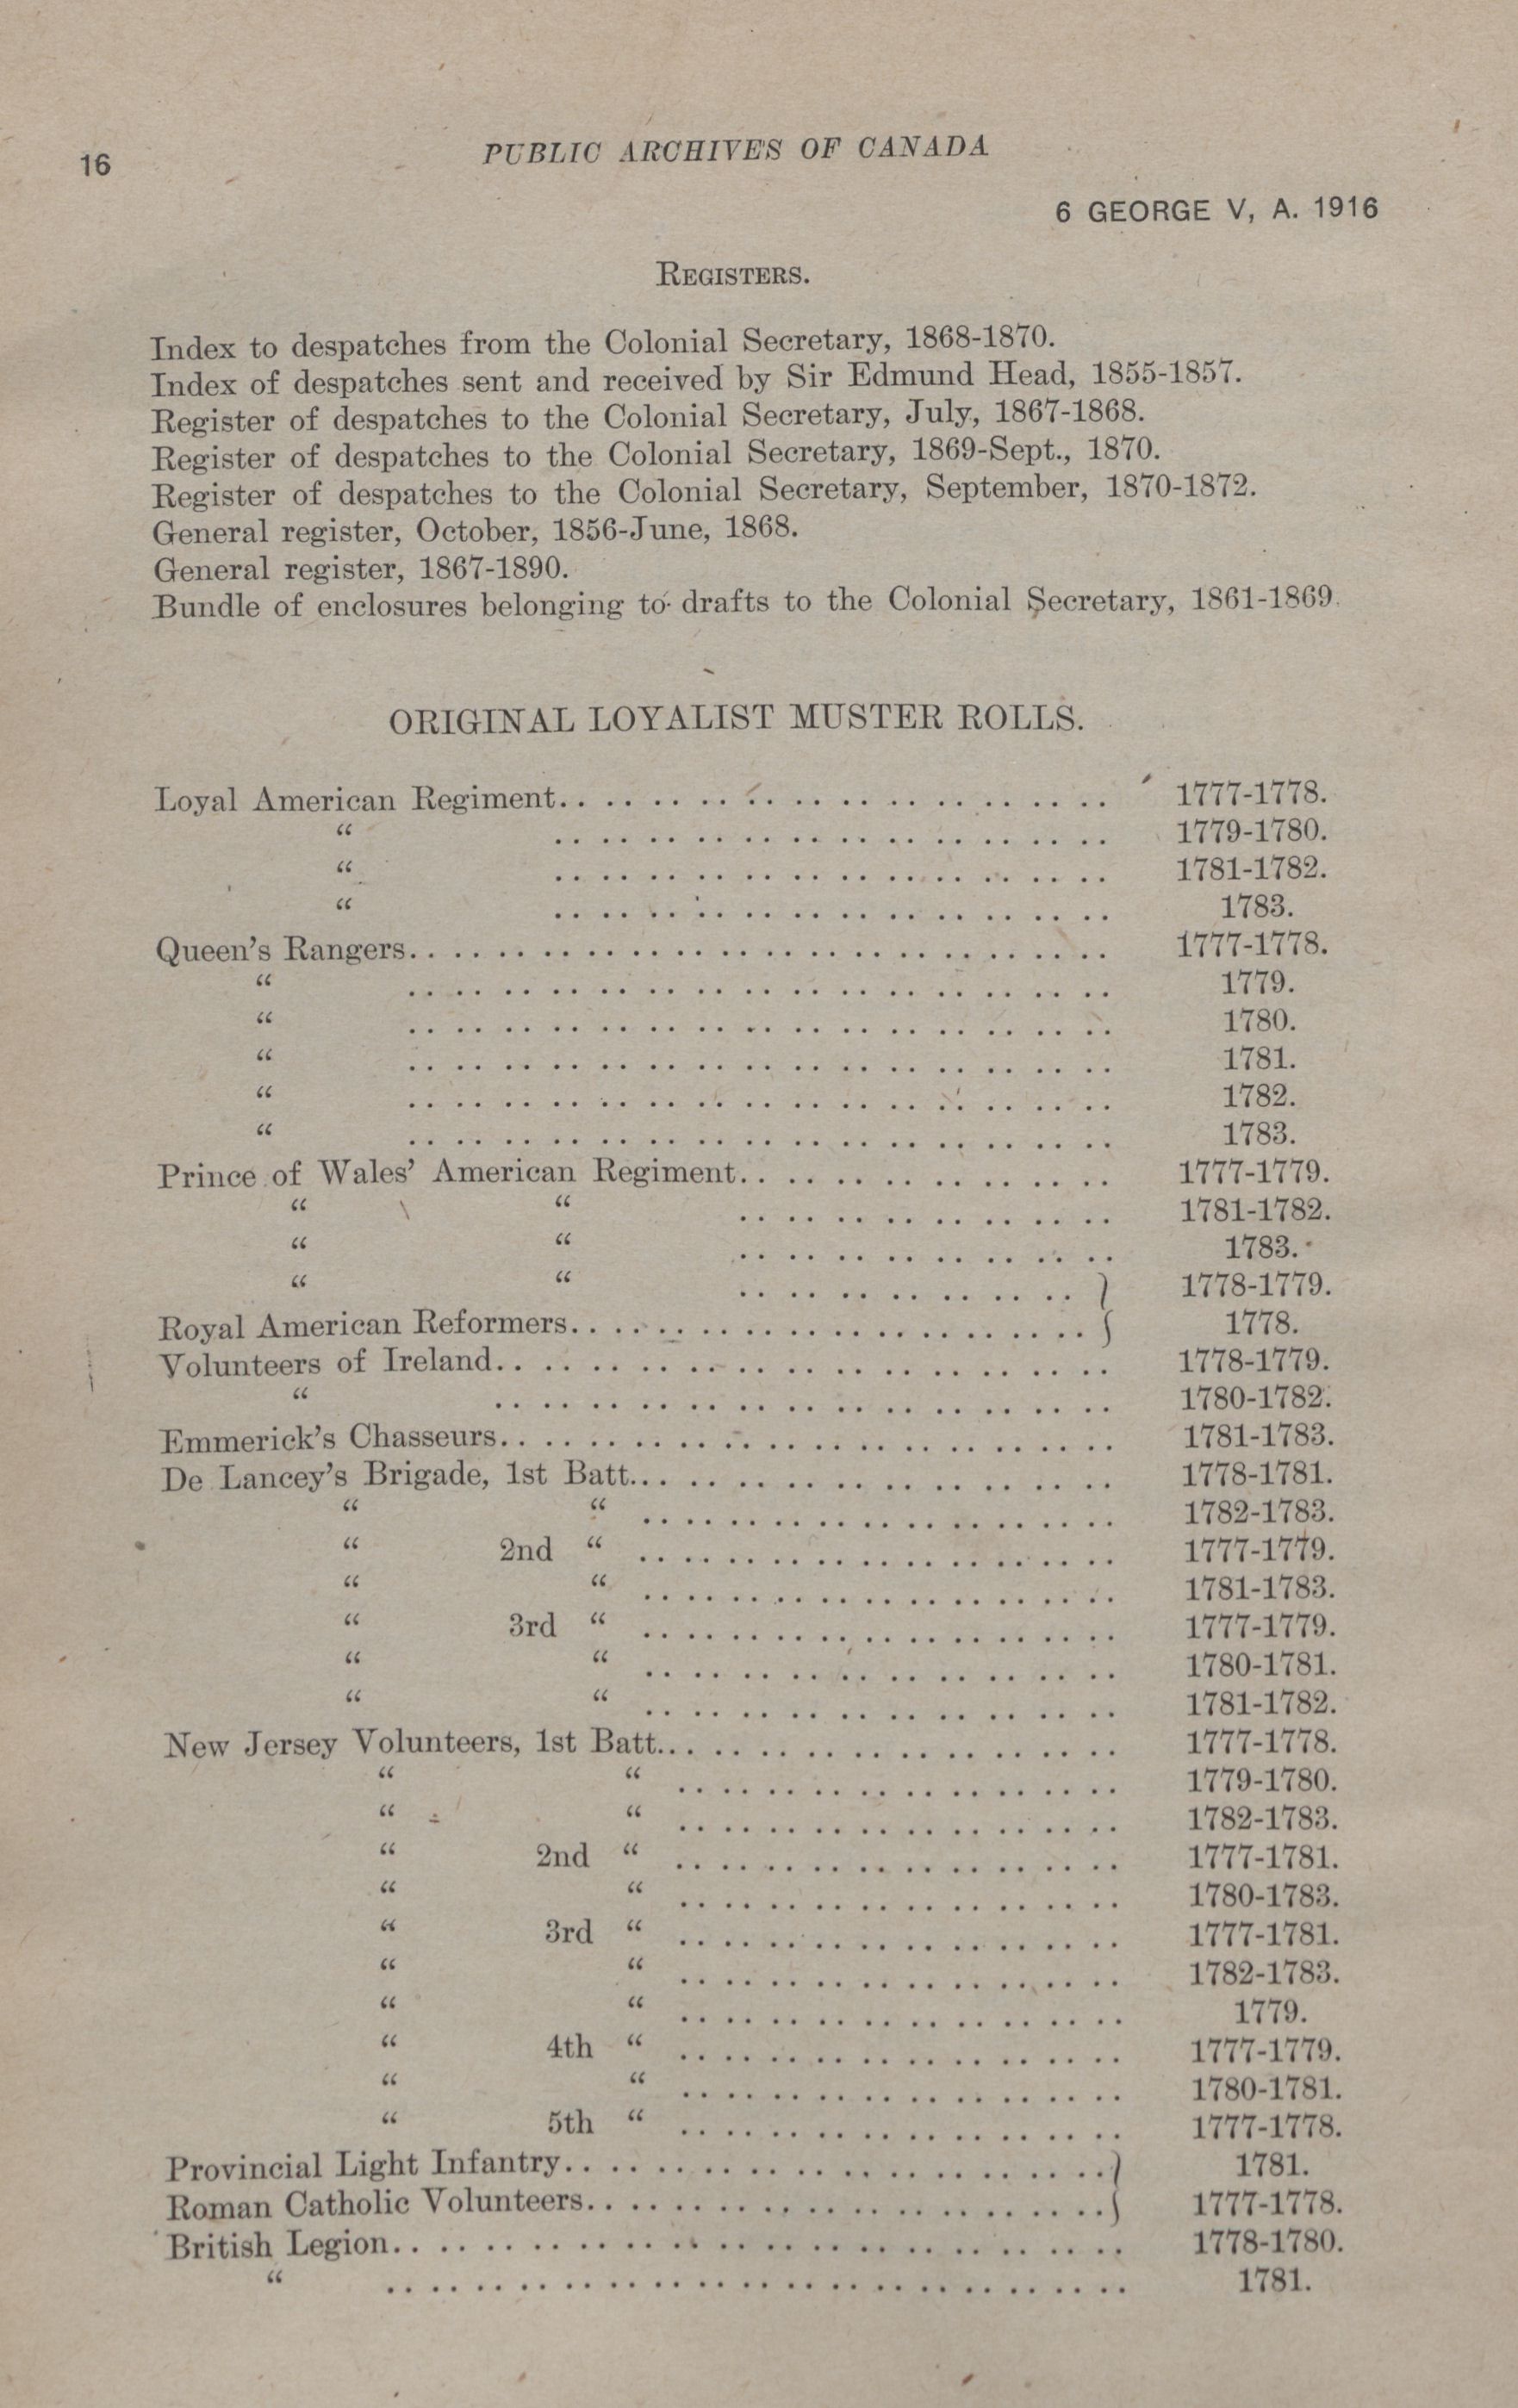 16
PUBLIC ARCHIVES OF CANADA
6 GEORGE V, A. 1916
REGISTERS.
Index to despatches from the Colonial Secretary, 1868-1870.
Index of despatches sent and received by Sir Edmund Head, 1855-1857.
Register of despatches to the Colonial Secretary, July, 1867-1868.
Register of despatches to the Colonial Secretary, 1869-Sept., 1870.
Register of despatches to the Colonial Secretary, September, 1870-1872.
General register, October, 1856-June, 1868.
General register, 1867-1890.
Bundle of enclosures belonging to drafts to the Colonial Secretary, 1861-1869.
ORIGINAL LOYALIST MUSTER ROLLS.
Loyal American Regiment........................ 1777-1778.
“ ........................ 1779-1780.
“ ........................ 1781-1782.
“ ........................ 1783.
Queen's Rangers.............................. 1777-1778.
“ .............................. 1779.
“ .............................. 1780.
“ .............................. 1781.
“ .............................. 1782.
“ .............................. 1783.
Prince of Wales' American Regiment................ 1777-1779.
“ “ ................ 1781-1782.
“ “ ................ 1783.
“ “ .............. } 1778-1779.
Royal American Reformers...................... } 1778.
Volunteers of Ireland.......................... 1778-1779.
“ .......................... 1780-1782.
Emmerick's Chasseurs.......................... 1781-1783.
De Lancey's Brigade, 1st Batt.................... 1778-1781.
“ “ .................... 1782-1783.
“ 2nd “ .................... 1777-1779.
“ “ .................... 1781-1783.
“ 3rd “ .................... 1777-1779.
“ “ .................... 1780-1781.
“ “ .................... 1781-1782.
New Jersey Volunteers, 1st Batt.................... 1777-1778.
“ “ ................... 1779-1780.
“ “ ................... 1782-1783.
“ 2nd “ ................... 1777-1781.
“ “ ................... 1780-1783.
“ 3rd “ ................... 1777-1781.
“ “ ................... 1782-1783.
“ “ ................... 1779.
“ 4th “ ................... 1777-1779.
“ “ ................... 1780-1781.
“ 5th “ ................... 1777-1778.
Provincial Light Infantry........................ } 1781.
Roman Catholic Volunteers....................... } 1777-1778.
British Legion................................ 1778-1780.
“ ................................ 1781.